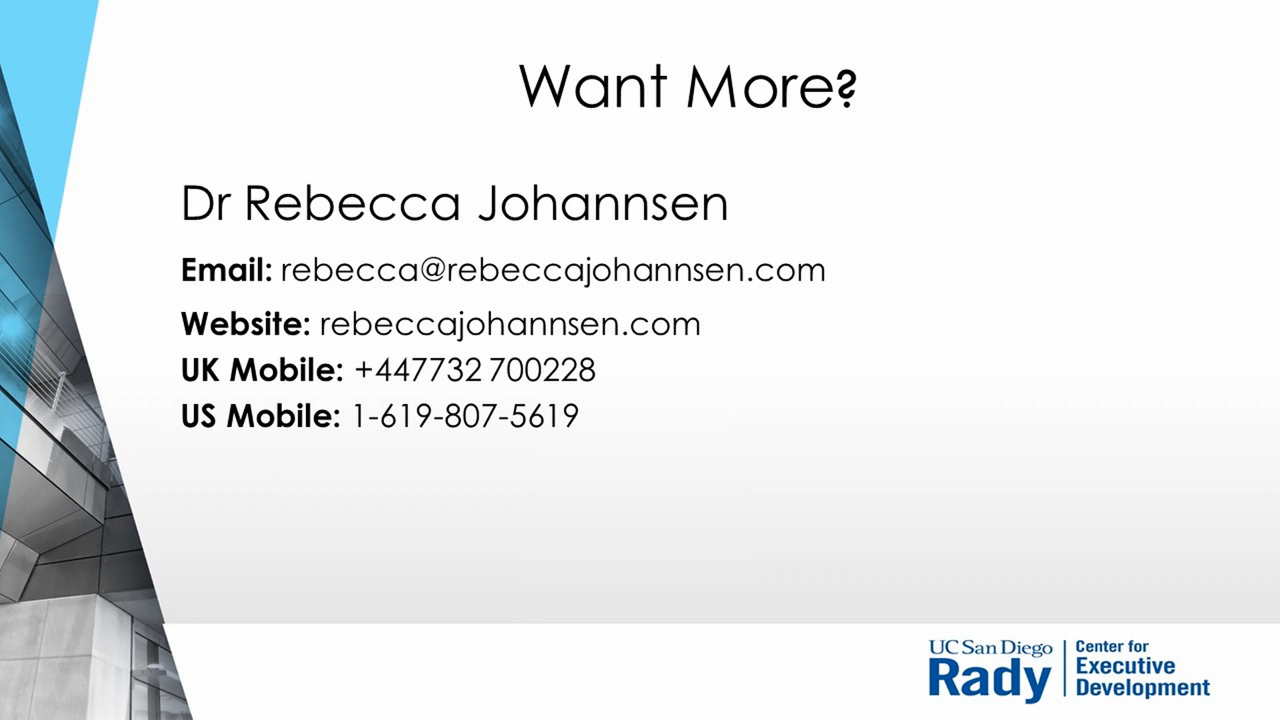 Want More?
Dr Rebecca Johannsen
Email: rebecca@rebeccajohannsen.com
Website: rebeccajohannsen.com
UK Mobile: +447732 700228
US Mobile: 1-619-807-5619
UC San Diego
Rady
Center for
Executive
Development